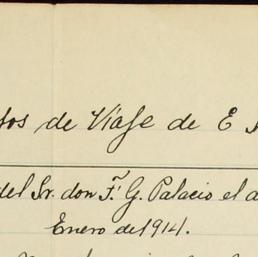 tos de Viaje de E
del Sr. don F. G. Palacio el d
Enero de 1914.